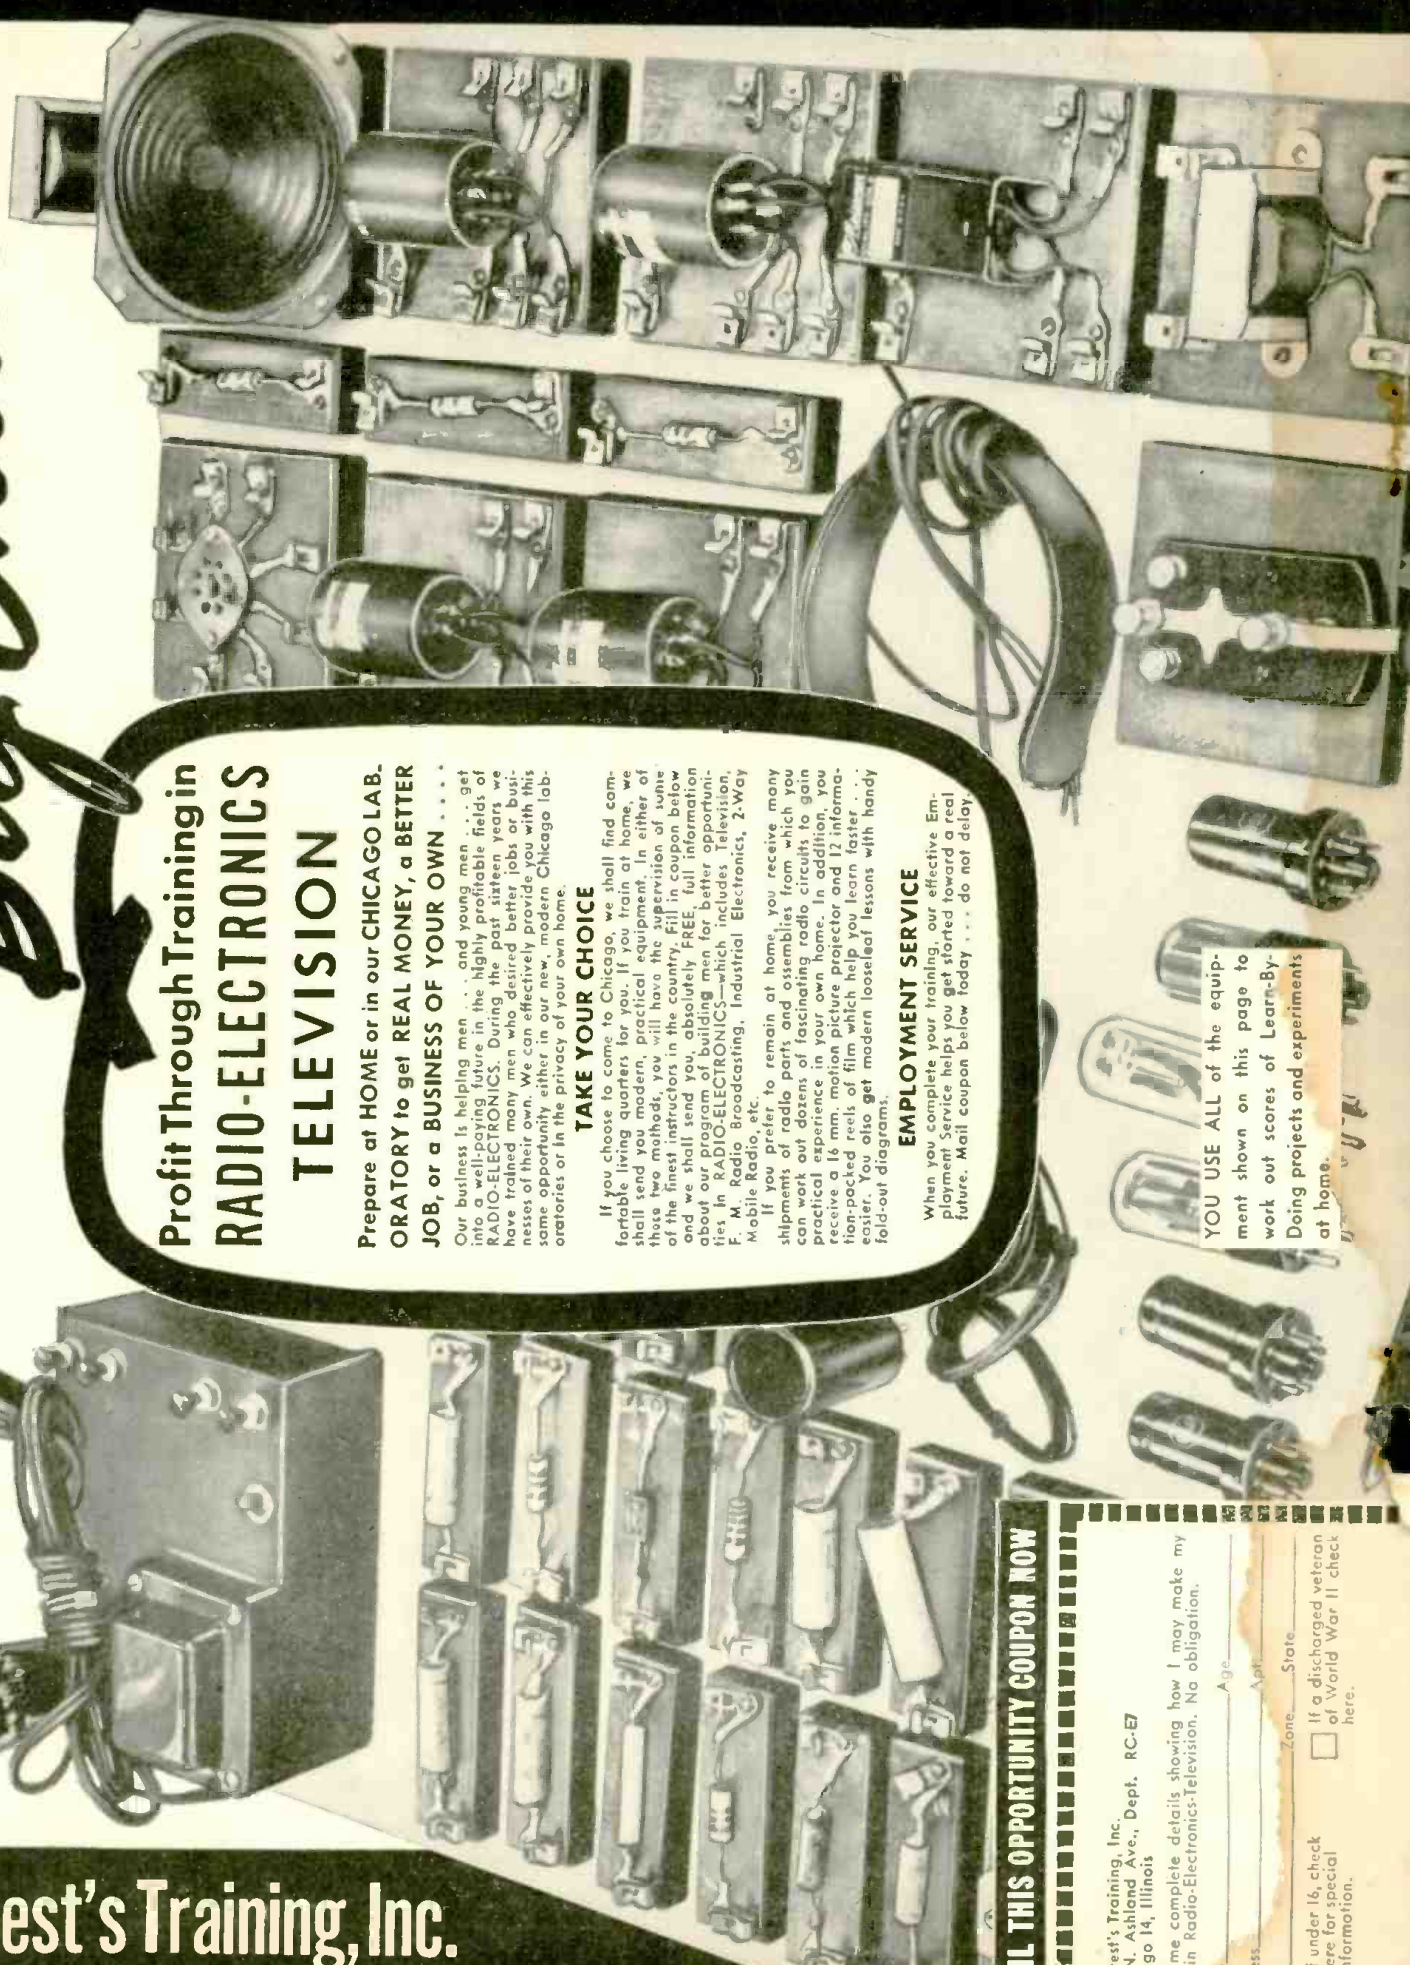 Profit Through Training in
RADIO-ELECTRONICS
TELEVISION
Prepare at HOME or in our CHICAGO LAB-
ORATORY to get REAL MONEY, a BETTER
JOB, or a BUSINESS OF YOUR OWN . . . .
Our business is helping men . . . and young men . . . get
into a well-paying future in the highly profitable fields of
RADIO-ELECTRONICS. During the past sixteen years we
have trained many men who desired better jobs or busi-
nesses of their own. We can effectively provide you with this
same opportunity either in our new, modern Chicago lab-
oratories or in the privacy of your own home.
TAKE YOUR CHOICE
If you choose to come to Chicago, we shall find com-
fortable living quarters for you. If you train at home, we
shall send you modern, practical equipment. In either of
these two methods, you will have the supervision of some
of the finest instructors in the country. Fill in coupon below
and we shall send you, absolutely FREE, full information
about our program of building men for better opportuni-
ties in RADIO-ELECTRONICS—which includes Television,
F. M. Radio Broadcasting, Industrial Electronics, 2-Way
Mobile Radio, etc.
If you prefer to remain at home, you receive many
shipments of radio parts and assemblies from which you
can work out dozens of fascinating radio circuits to gain
practical experience in your own home. In addition, you
receive a 16 mm. motion picture projector and 12 informa-
tion-packed reels of film which help you learn faster . . . .
easier. You also get modern looseleaf lessons with handy
fold-out diagrams.
EMPLOYMENT SERVICE
When you complete your training, our effective Em-
ployment Service helps you get started toward a real
future. Mail coupon below today . . . do not delay.
YOU USE ALL of the equip-
ment shown on this page to
work out scores of Learn-By-
Doing projects and experiments
at home.
est's Training, Inc.
L THIS OPPORTUNITY COUPON NOW
est's Training, Inc.
N. Ashland Ave., Dept. RC-E7
go 14, Illinois
me complete details showing how I may make my
in Radio-Electronics-Television. No obligation.
Age
ess Apt.
Zone State
f under 16, check
ere for special
nformation.
If a discharged veteran
of World War II check
here.